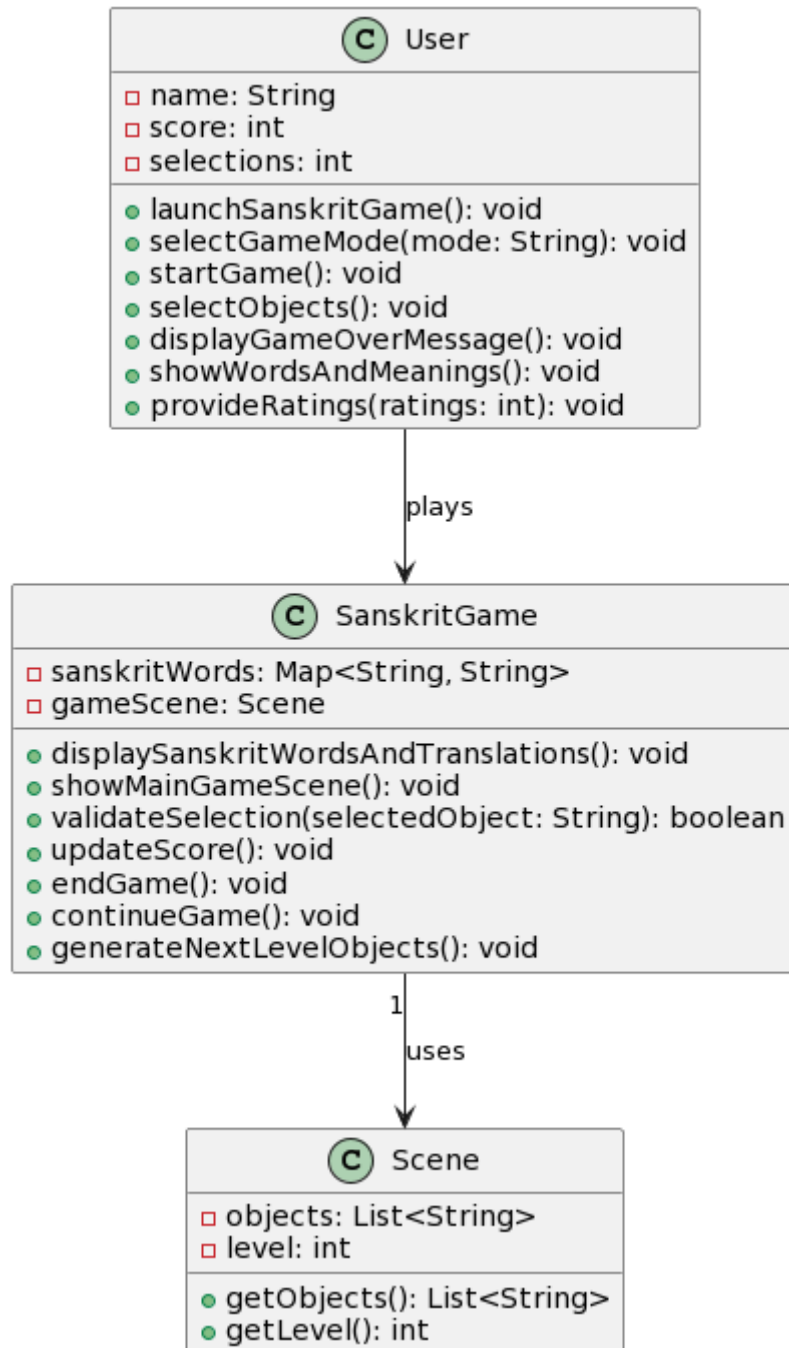 C User
name: String
score: int
selections: int
launchSanskritGame(): void
selectGameMode(mode: String): void
startGame(): void
selectObjects(): void
displayGameOverMessage(): void
showWordsAndMeanings(): void
provideRatings(ratings: int): void
plays
C SanskritGame
sanskritWords: Map<String, String>
gameScene: Scene
displaySanskritWordsAndTranslations(): void
showMainGameScene(): void
validateSelection(selectedObject: String): boolean
updateScore(): void
endGame(): void
continueGame(): void
generateNextLevelObjects(): void
1
uses
C Scene
objects: List<String>
level: int
getObjects(): List<String>
getLevel(): int